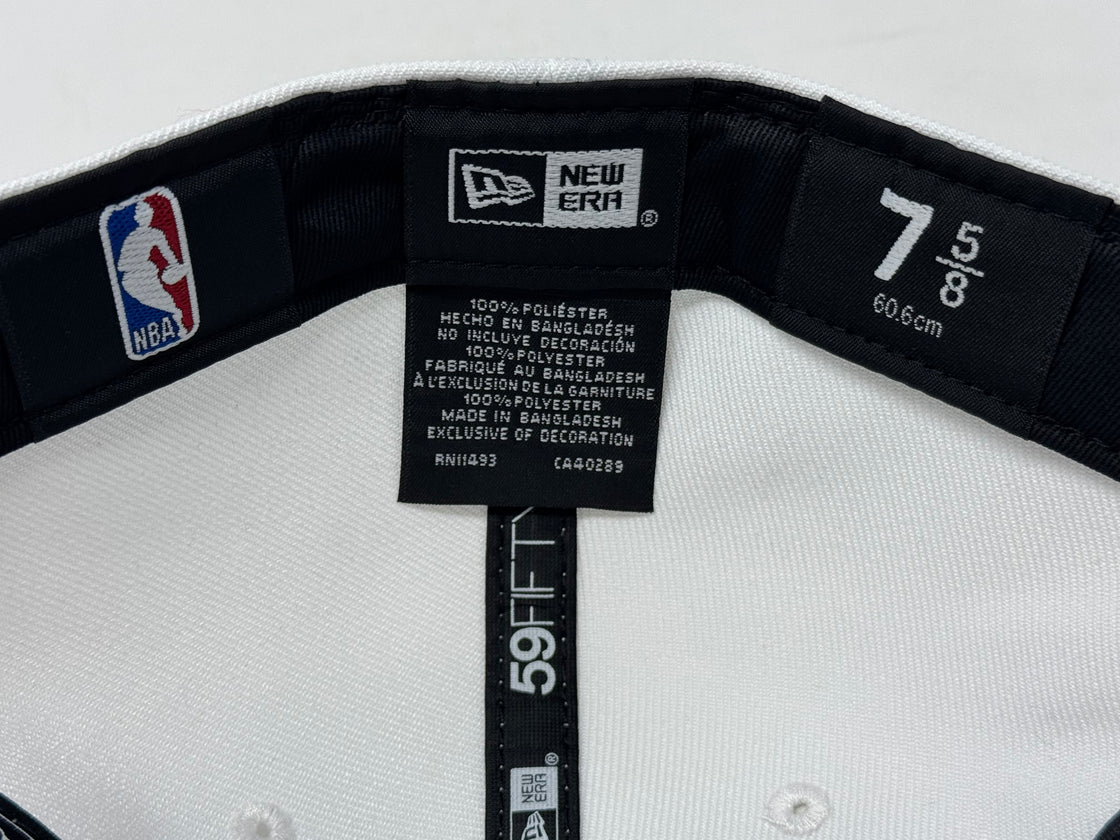 NBA
NEW
ERA
®
100% POLIÉSTER
HECHO EN BANGLADÉSH
NO INCLUYE DECORACIÓN
100% POLYESTER
FABRIQUÉ AU BANGLADESH
À L'EXCLUSION DE LA GARNITURE
100% POLYESTER
MADE IN BANGLADESH
EXCLUSIVE OF DECORATION
RN11493 CA40289
7 5/8
60.6cm
59FIFTY
NEW
ERA
®